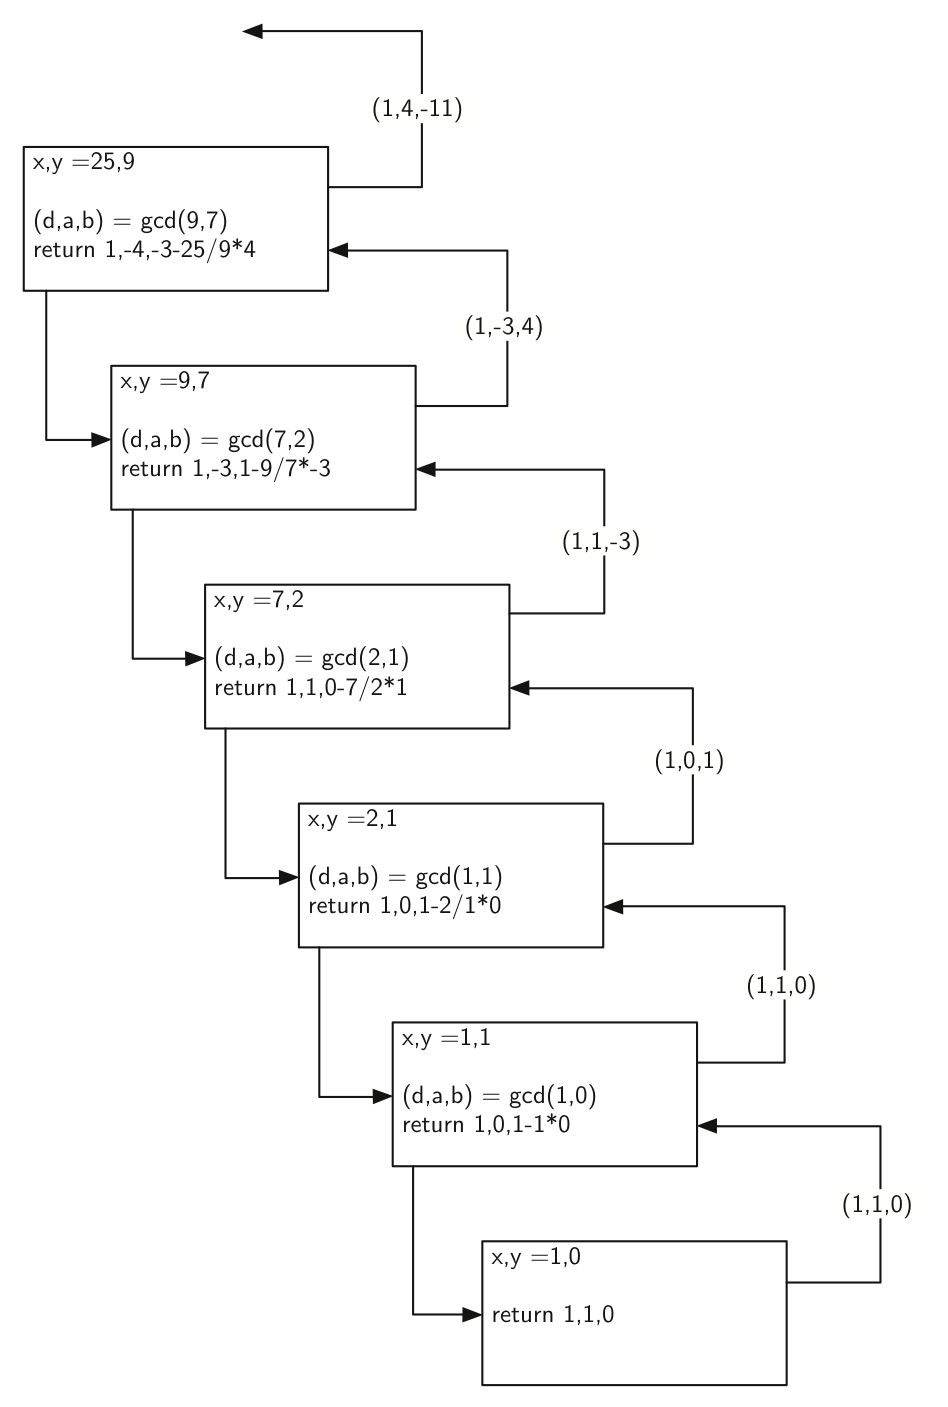 (1,4,-11)
x,y =25,9
(d,a,b) = gcd(9,7)
return 1,-4,-3-25/9*4
(1,-3,4)
x,y =9,7
(d,a,b) = gcd(7,2)
return 1,-3,1-9/7*-3
(1,1,-3)
x,y =7,2
(d,a,b) = gcd(2,1)
return 1,1,0-7/2*1
(1,0,1)
x,y =2,1
(d,a,b) = gcd(1,1)
return 1,0,1-2/1*0
(1,1,0)
x,y =1,1
(d,a,b) = gcd(1,0)
return 1,0,1-1*0
(1,1,0)
x,y =1,0
return 1,1,0